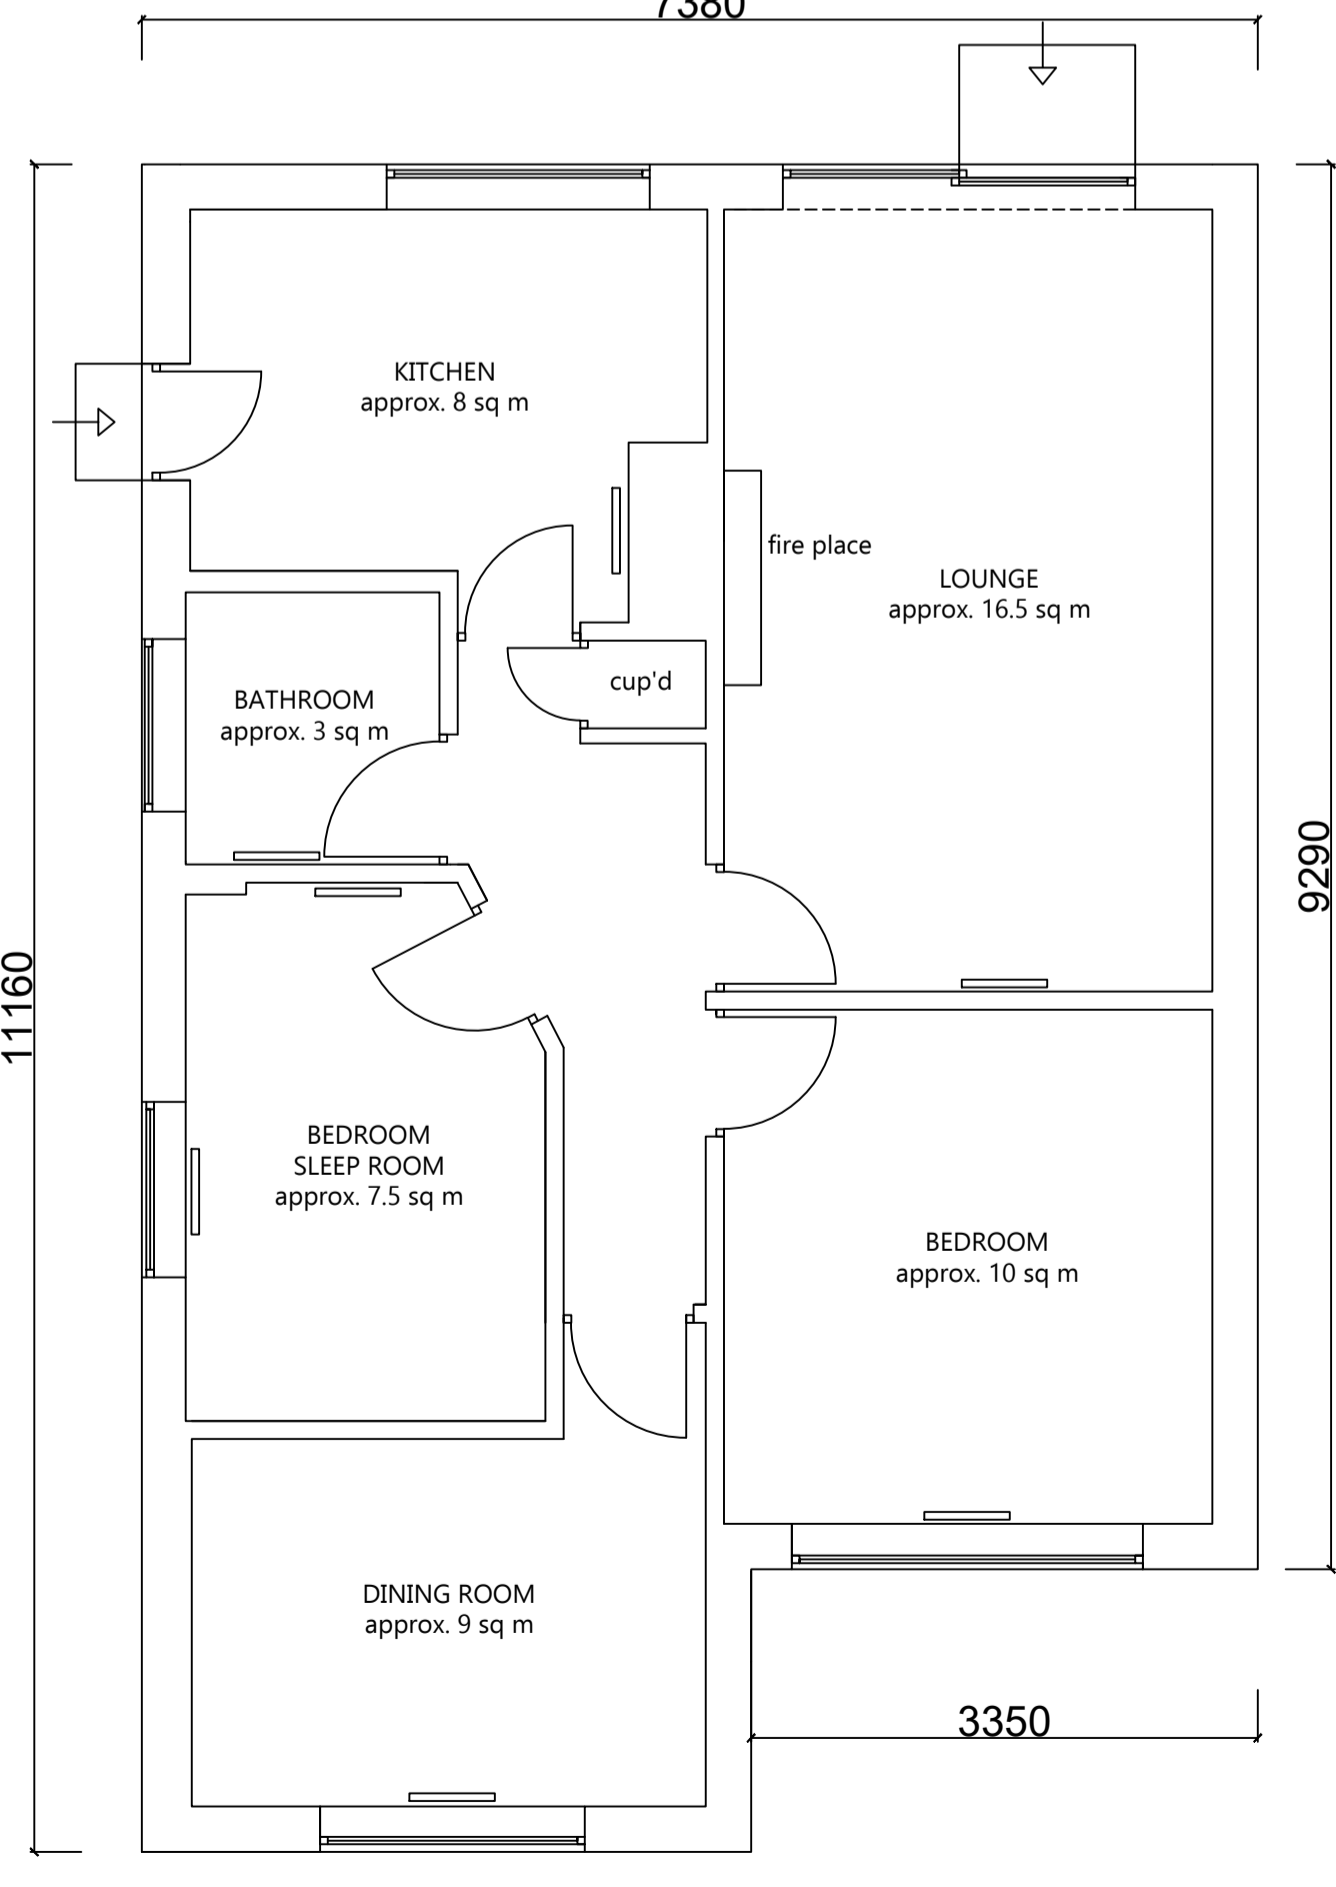 7380
KITCHEN
approx. 8 sq m
fire place
LOUNGE
approx. 16.5 sq m
cup'd
BATHROOM
approx. 3 sq m
9290
11160
BEDROOM
SLEEP ROOM
approx. 7.5 sq m
BEDROOM
approx. 10 sq m
DINING ROOM
approx. 9 sq m
3350